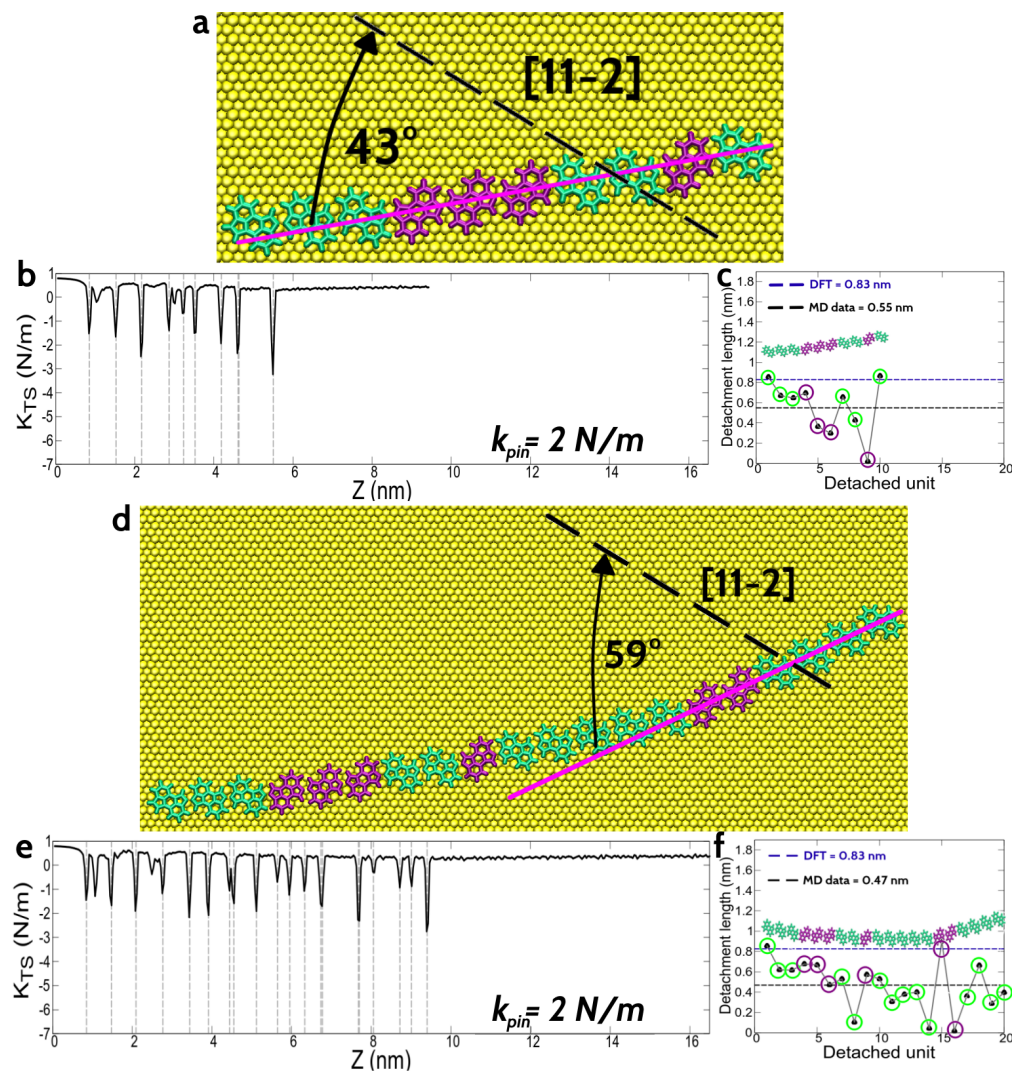 a
[11-2]
43°
b
1
0
-1
-2
-3
-4
-5
-6
-7
K_TS (N/m)
k_pin= 2 N/m
0 2 4 6 8 10 12 14 16
Z (nm)
c
1.8
1.6
1.4
1.2
1
0.8
0.6
0.4
0.2
0
Detachment length (nm)
DFT = 0.83 nm
MD data = 0.55 nm
0 5 10 15 20
Detached unit
d
[11-2]
59°
e
1
0
-1
-2
-3
-4
-5
-6
-7
K_TS (N/m)
k_pin= 2 N/m
0 2 4 6 8 10 12 14 16
Z (nm)
f
1.8
1.6
1.4
1.2
1
0.8
0.6
0.4
0.2
0
Detachment length (nm)
DFT = 0.83 nm
MD data = 0.47 nm
0 5 10 15 20
Detached unit